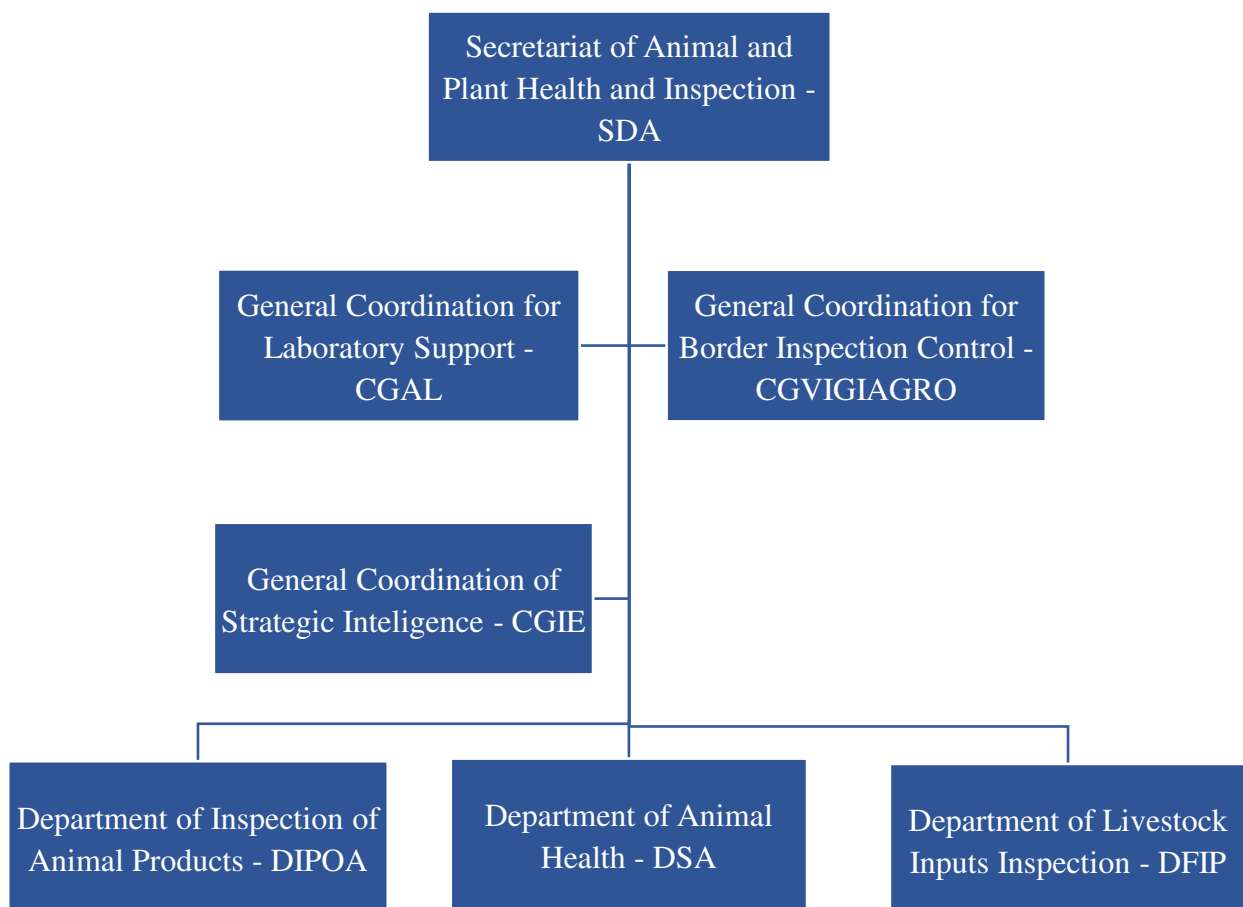 Secretariat of Animal and
Plant Health and Inspection -
SDA
General Coordination for
Laboratory Support -
CGAL
General Coordination for
Border Inspection Control -
CGVIGIAGRO
General Coordination of
Strategic Inteligence - CGIE
Department of Inspection of
Animal Products - DIPOA
Department of Animal
Health - DSA
Department of Livestock
Inputs Inspection - DFIP